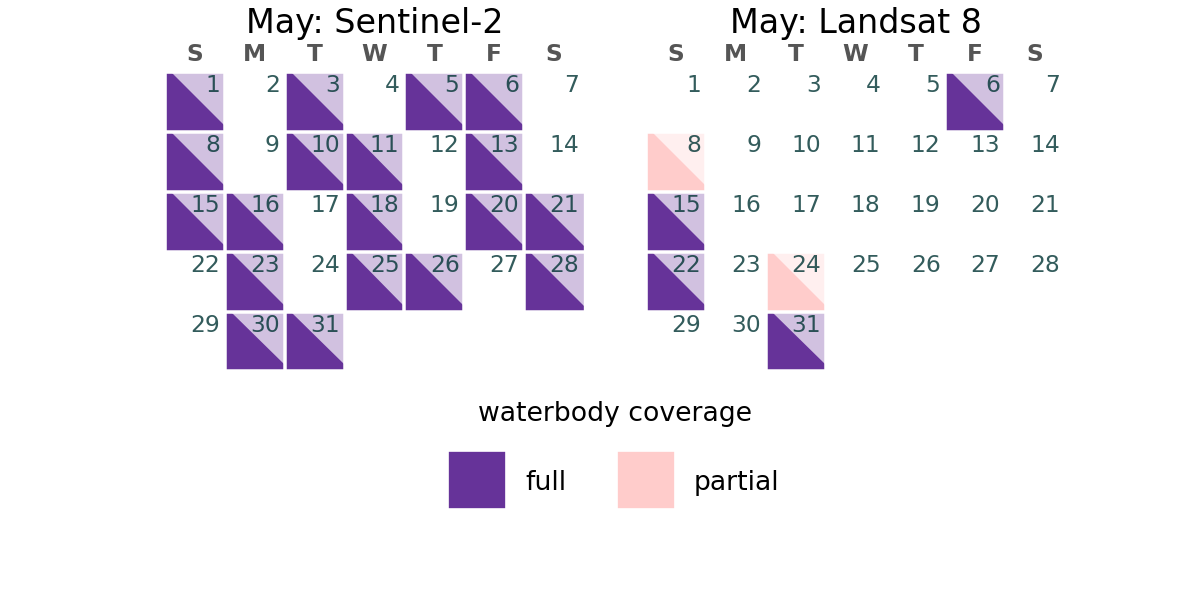 May: Sentinel-2
S M T W T F S
1 2 3 4 5 6 7
8 9 10 11 12 13 14
15 16 17 18 19 20 21
22 23 24 25 26 27 28
29 30 31
May: Landsat 8
S M T W T F S
1 2 3 4 5 6 7
8 9 10 11 12 13 14
15 16 17 18 19 20 21
22 23 24 25 26 27 28
29 30 31
waterbody coverage
full partial